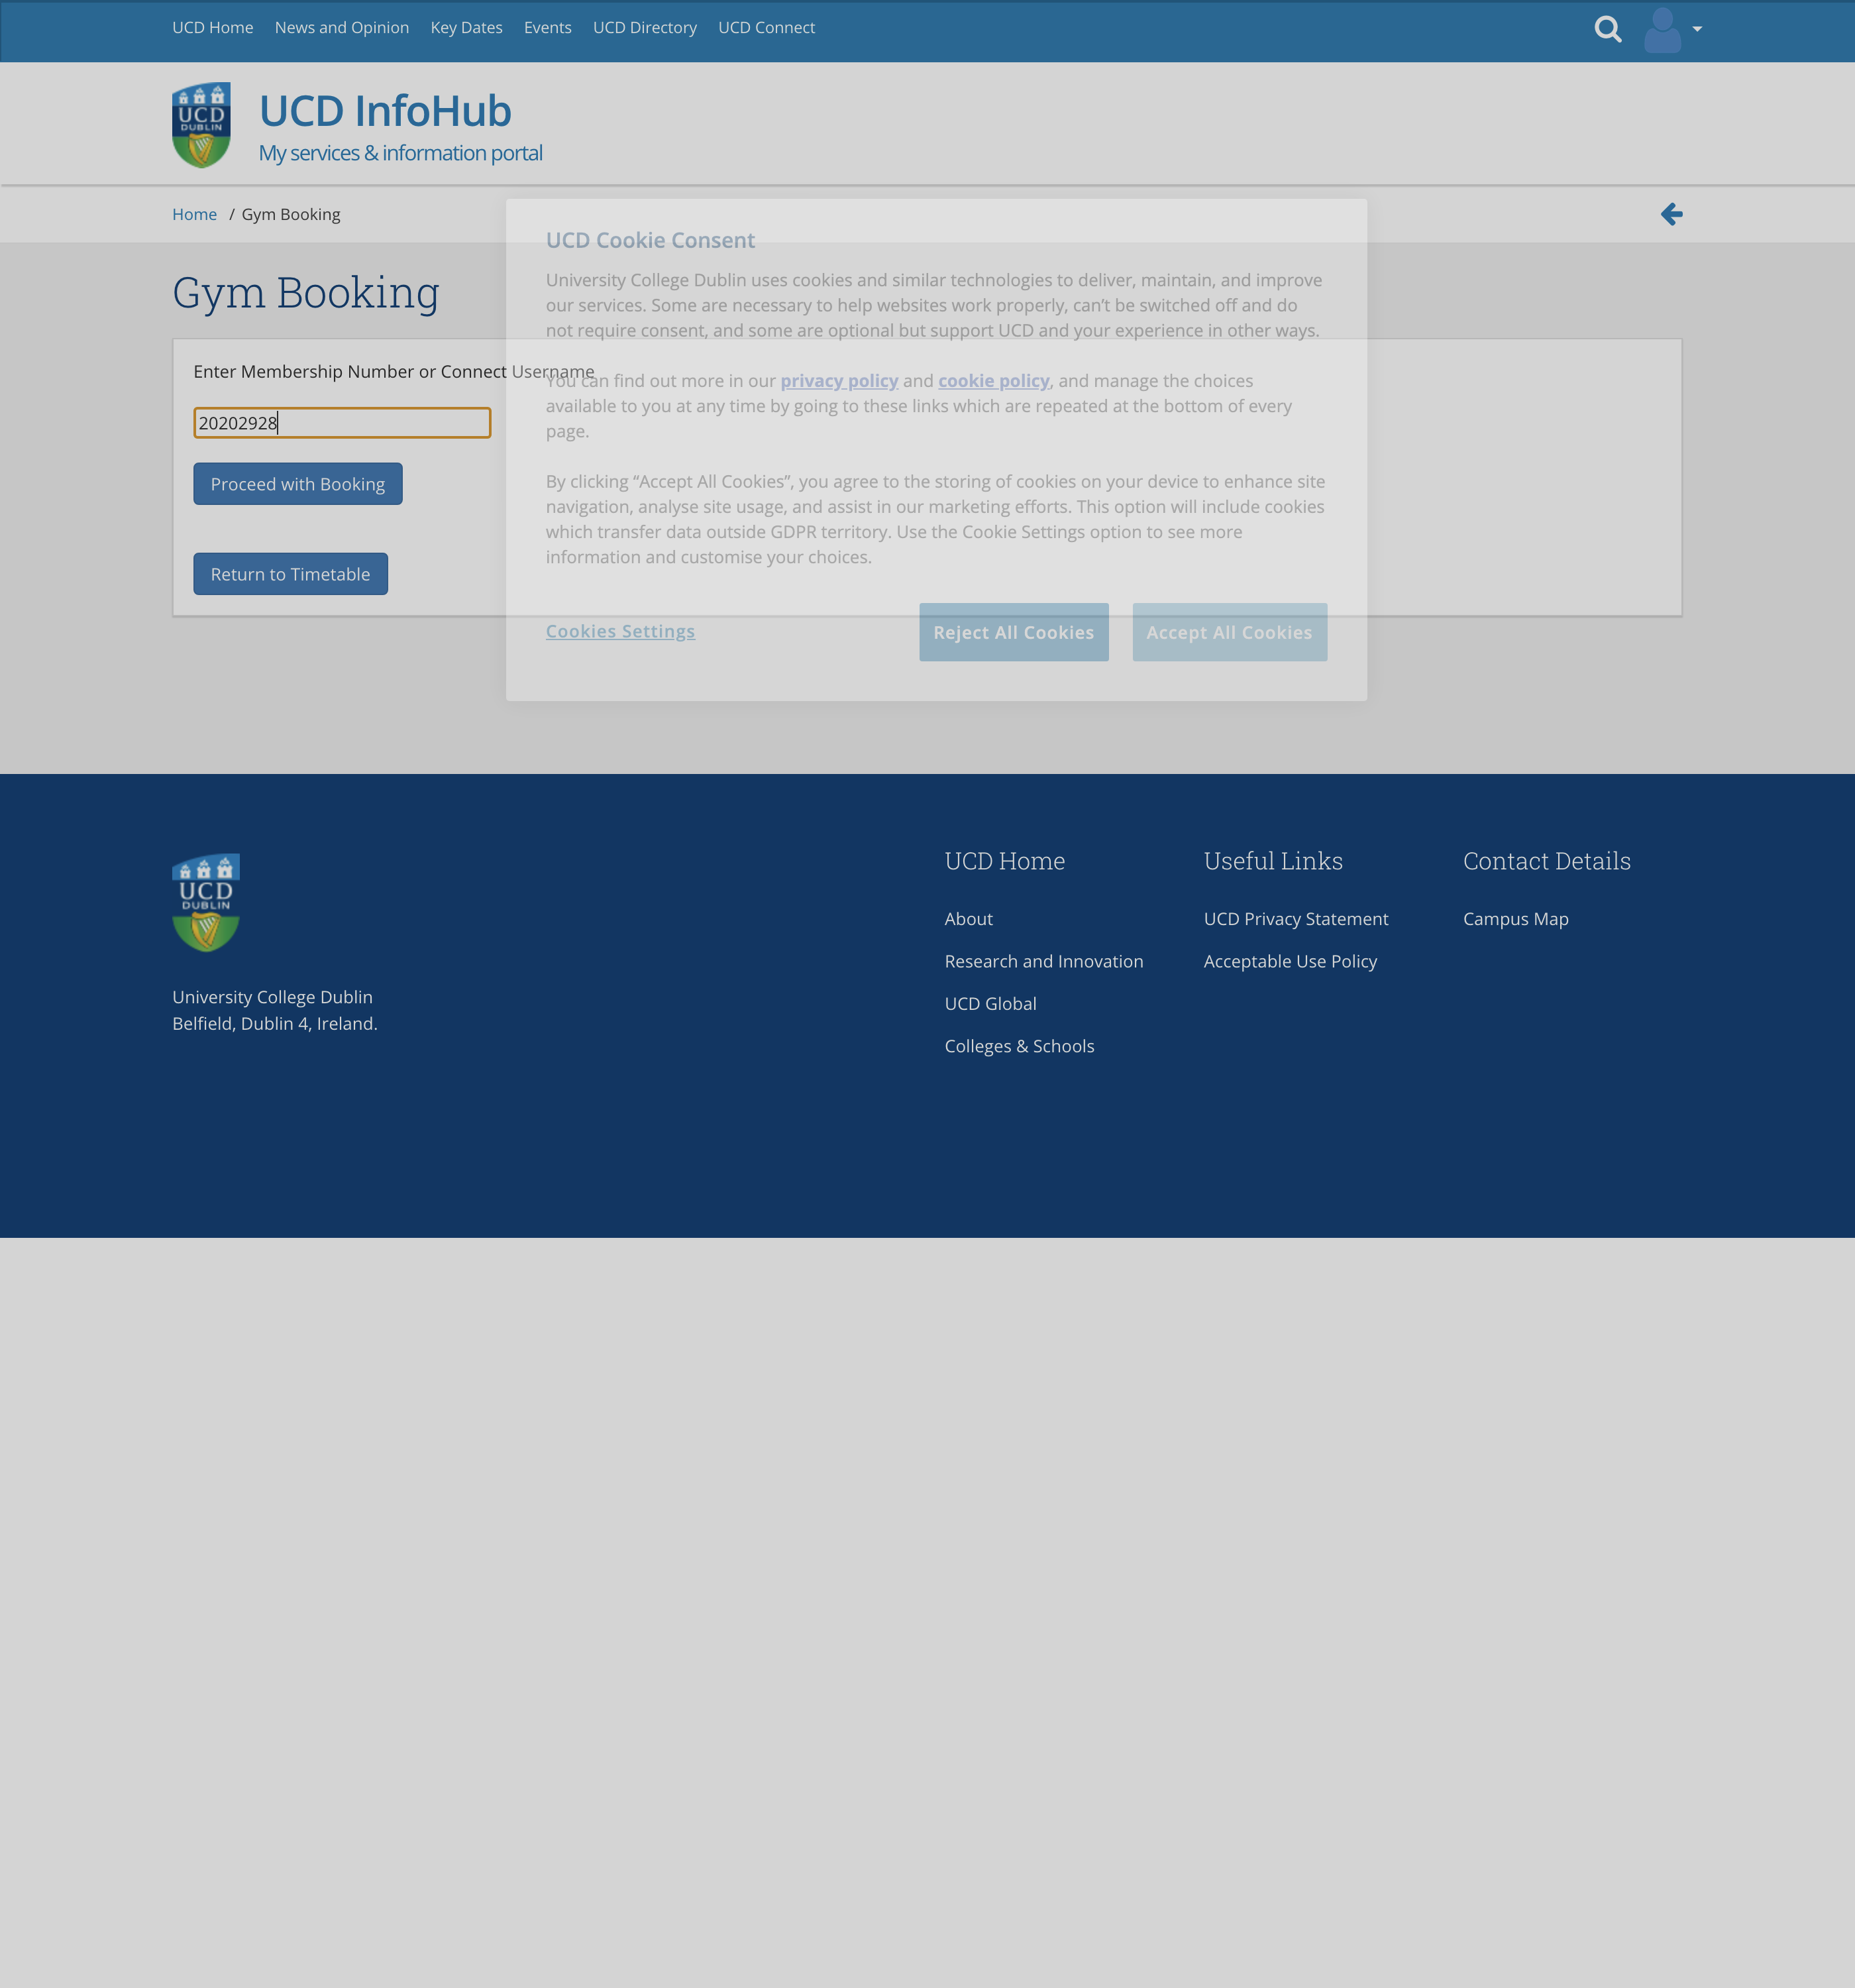 UCD Home News and Opinion Key Dates Events UCD Directory UCD Connect
UCD
DUBLIN
UCD InfoHub
My services & information portal
Home / Gym Booking
Gym Booking
Enter Membership Number or Connect Username
20202928
Proceed with Booking
Return to Timetable
UCD Cookie Consent
University College Dublin uses cookies and similar technologies to deliver, maintain, and improve
our services. Some are necessary to help websites work properly, can't be switched off and do
not require consent, and some are optional but support UCD and your experience in other ways.
You can find out more in our privacy policy and cookie policy, and manage the choices
available to you at any time by going to these links which are repeated at the bottom of every
page.
By clicking “Accept All Cookies”, you agree to the storing of cookies on your device to enhance site
navigation, analyse site usage, and assist in our marketing efforts. This option will include cookies
which transfer data outside GDPR territory. Use the Cookie Settings option to see more
information and customise your choices.
Cookies Settings
Reject All Cookies
Accept All Cookies
UCD
DUBLIN
University College Dublin
Belfield, Dublin 4, Ireland.
UCD Home
About
Research and Innovation
UCD Global
Colleges & Schools
Useful Links
UCD Privacy Statement
Acceptable Use Policy
Contact Details
Campus Map